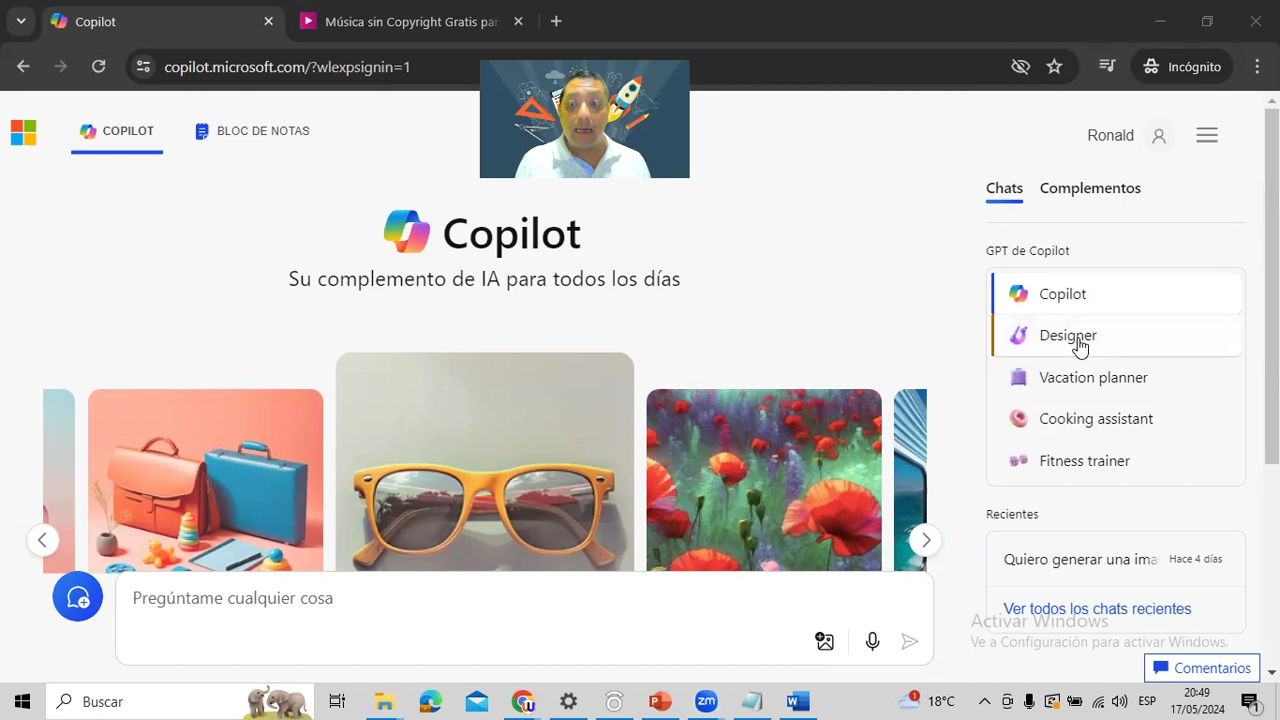 Copilot
Música sin Copyright Gratis par
copilot.microsoft.com/?wlexpsignin=1
Incógnito
COPILOT
BLOC DE NOTAS
Ronald
Chats
Complementos
Copilot
Su complemento de IA para todos los días
GPT de Copilot
Copilot
Designer
Vacation planner
Cooking assistant
Fitness trainer
Recientes
Quiero generar una ima
Hace 4 días
Ver todos los chats recientes
Pregúntame cualquier cosa
Activar Windows
Ve a Configuración para activar Windows.
Comentarios
Buscar
zm
1
18°C
ESP
20:49
17/05/2024
1